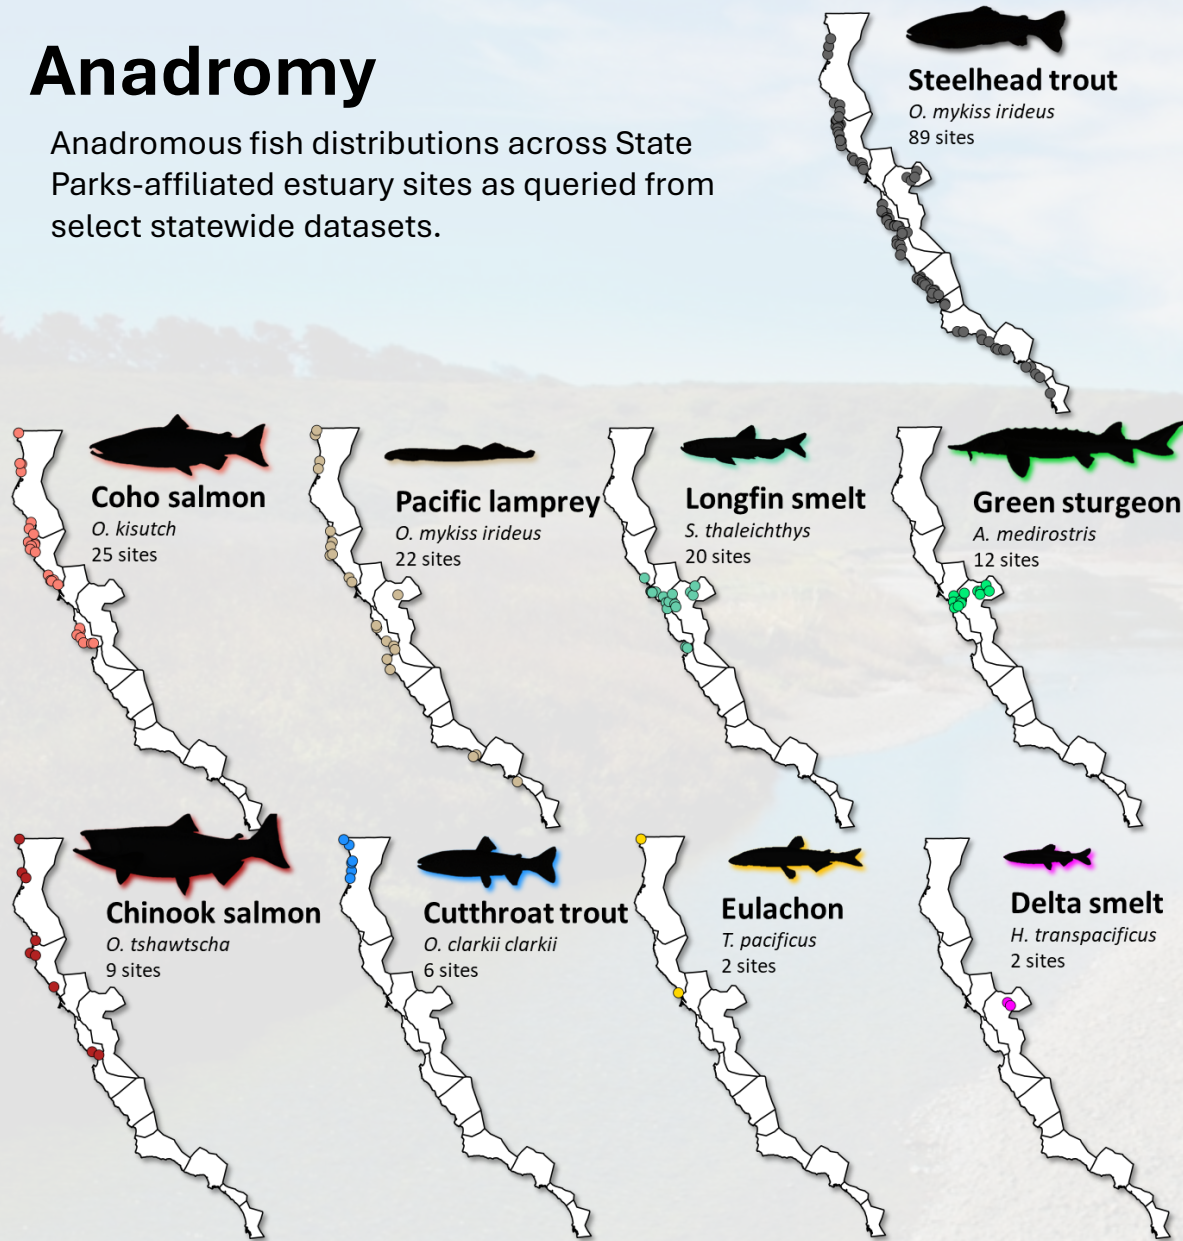 Anadromy
Anadromous fish distributions across State
Parks-affiliated estuary sites as queried from
select statewide datasets.
Steelhead trout
O. mykiss irideus
89 sites
Coho salmon
O. kisutch
25 sites
Pacific lamprey
O. mykiss irideus
22 sites
Longfin smelt
S. thaleichthys
20 sites
Green sturgeon
A. medirostris
12 sites
Chinook salmon
O. tshawtscha
9 sites
Cutthroat trout
O. clarkii clarkii
6 sites
Eulachon
T. pacificus
2 sites
Delta smelt
H. transpacificus
2 sites